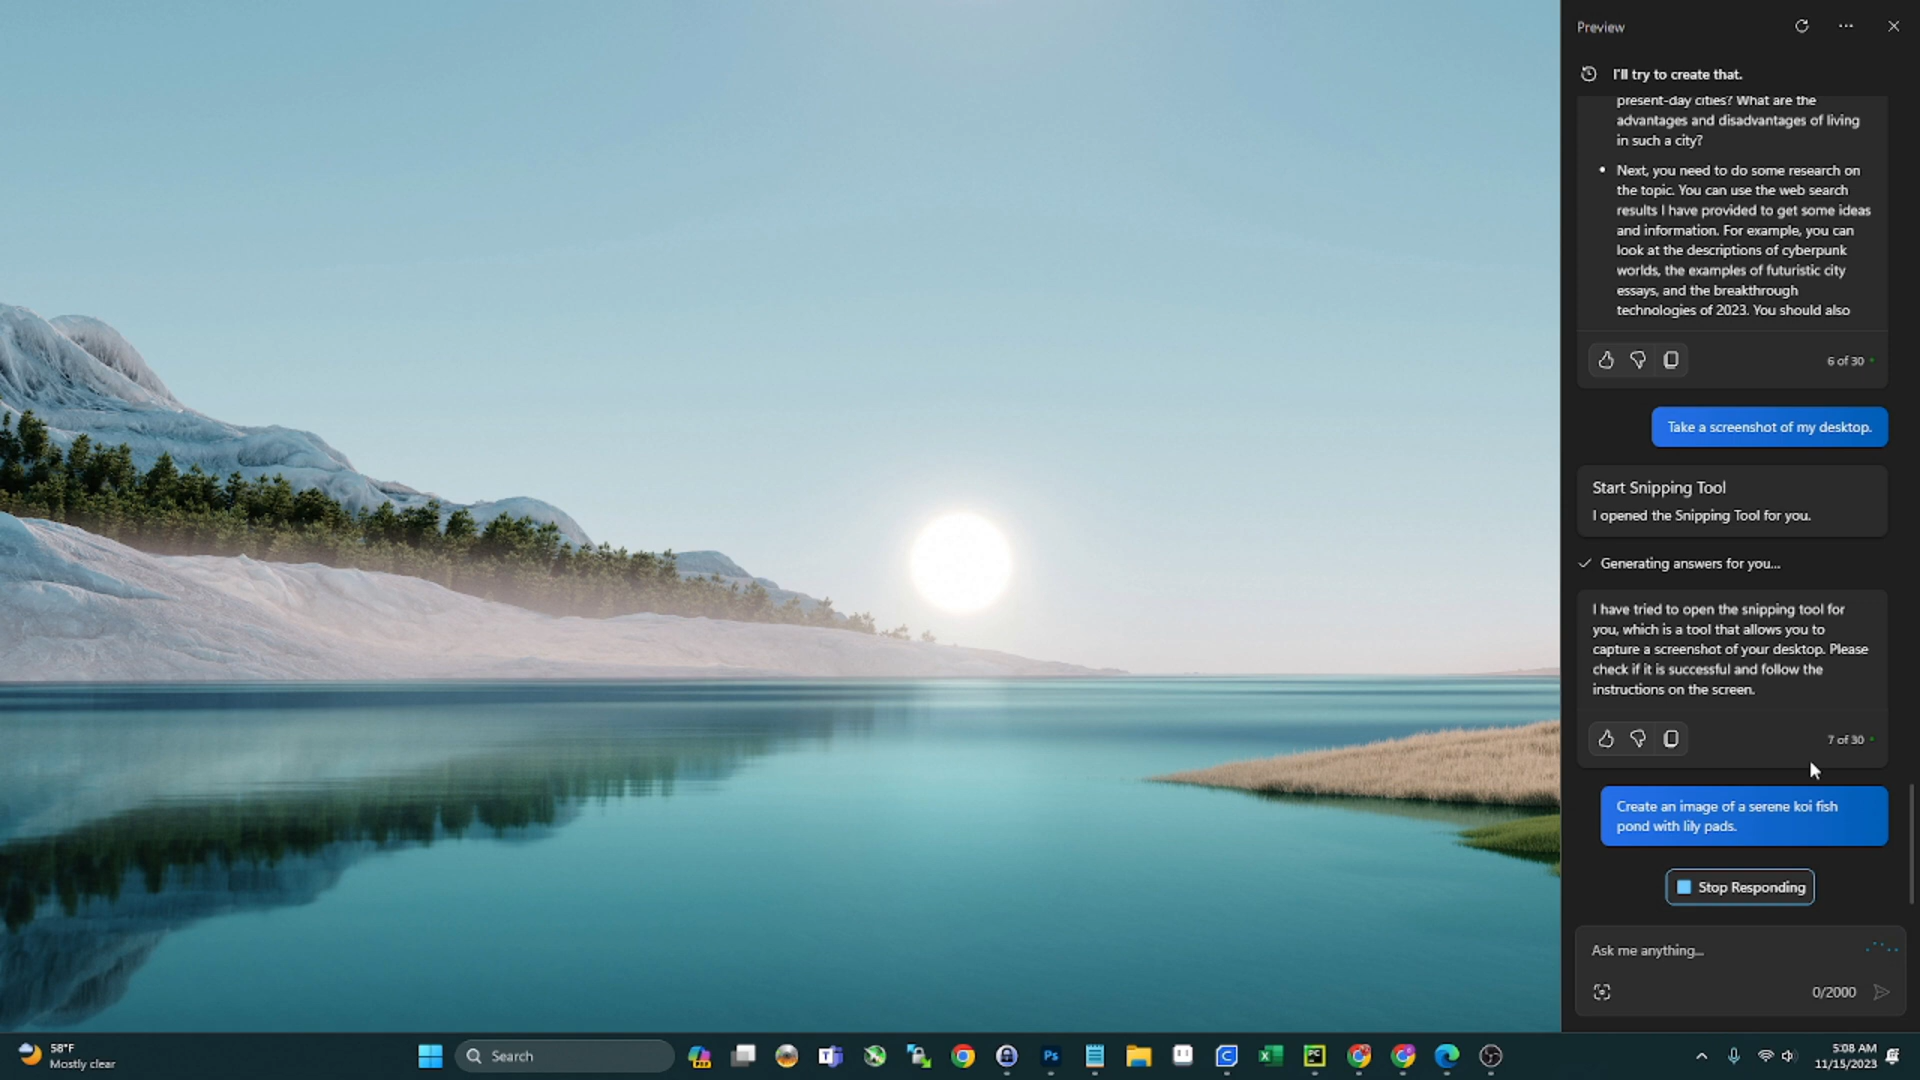 Preview
I'll try to create that.
present-day cities? What are the
advantages and disadvantages of living
in such a city?
• Next, you need to do some research on
the topic. You can use the web search
results I have provided to get some ideas
and information. For example, you can
look at the descriptions of cyberpunk
worlds, the examples of futuristic city
essays, and the breakthrough
technologies of 2023. You should also
6 of 30
Take a screenshot of my desktop.
Start Snipping Tool
I opened the Snipping Tool for you.
Generating answers for you...
I have tried to open the snipping tool for
you, which is a tool that allows you to
capture a screenshot of your desktop. Please
check if it is successful and follow the
instructions on the screen.
7 of 30
Create an image of a serene koi fish
pond with lily pads.
Stop Responding
Ask me anything...
0/2000
58°F
Mostly clear
Search
PRE
T
Ps
PC
5:08 AM
11/15/2023